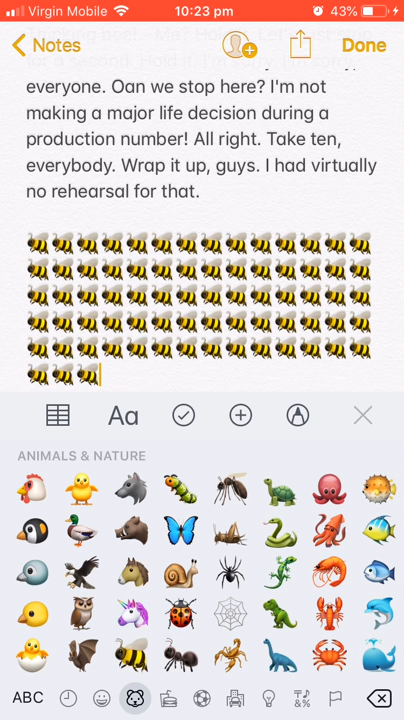 Virgin Mobile 10:23 pm 43%
Notes Done
everyone. Oan we stop here? I'm not
making a major life decision during a
production number! All right. Take ten,
everybody. Wrap it up, guys. I had virtually
no rehearsal for that.
Aa
ANIMALS & NATURE
ABC